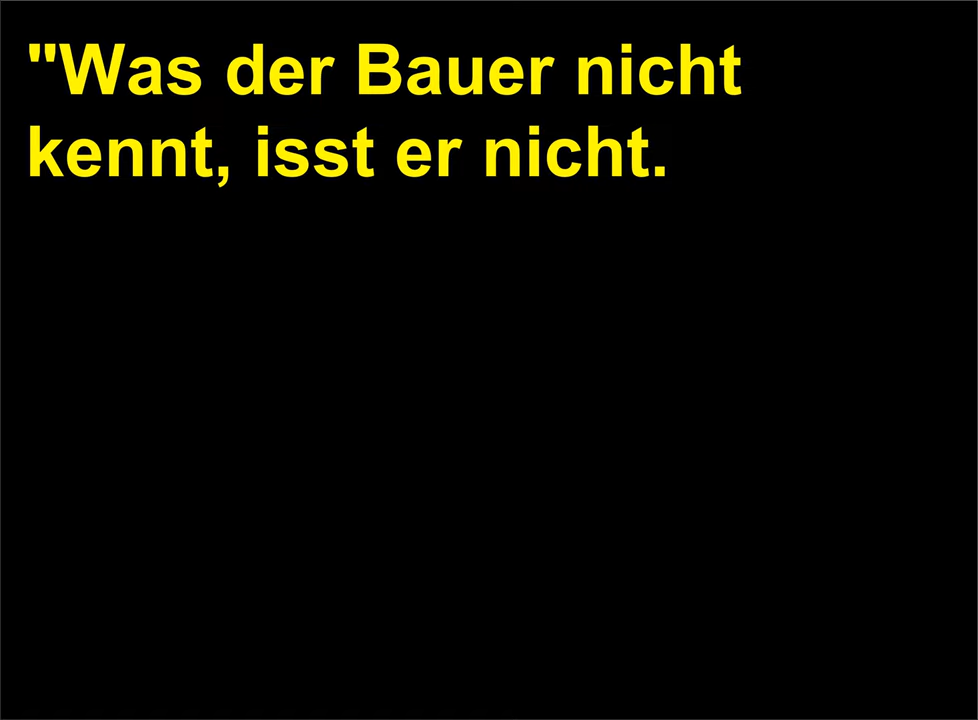 "Was der Bauer nicht
kennt, isst er nicht.